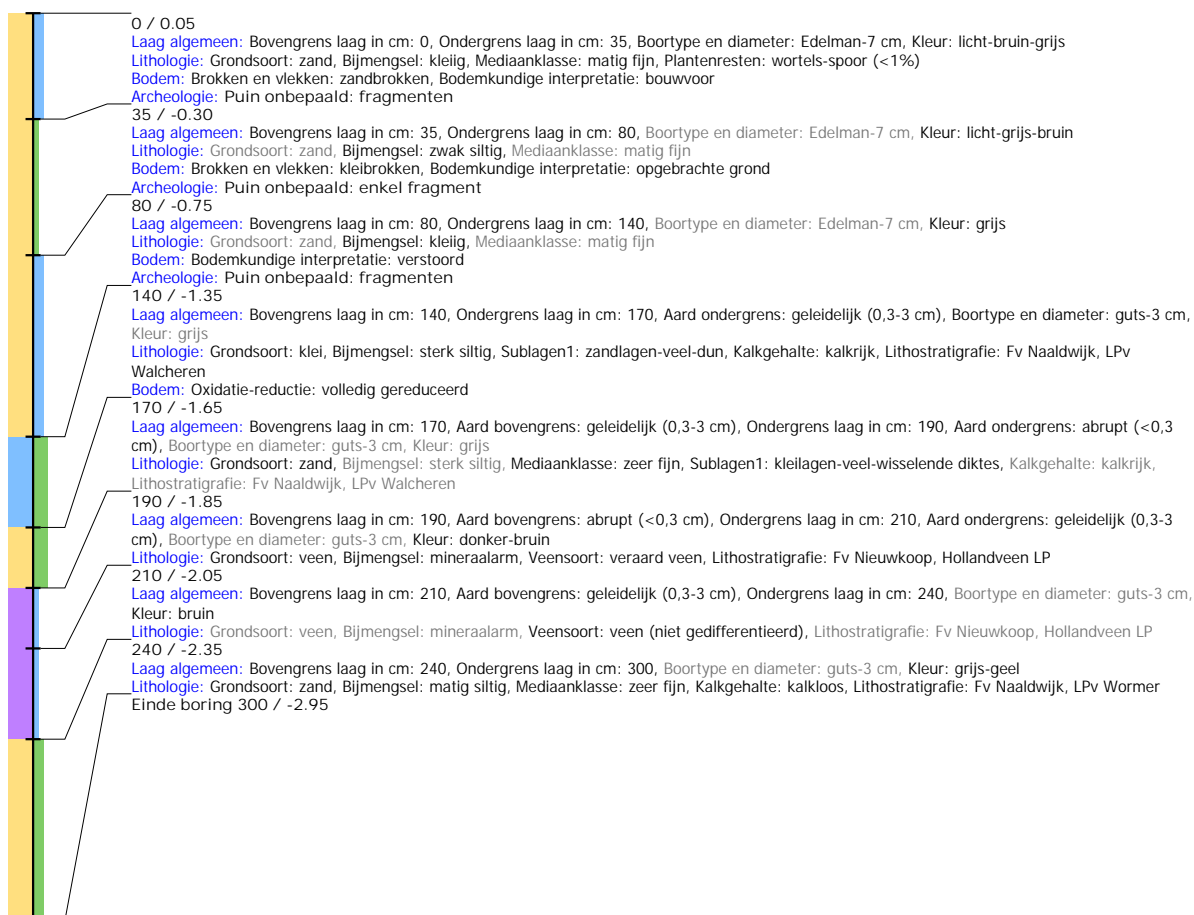 0 / 0.05
Laag algemeen: Bovengrens laag in cm: 0, Ondergrens laag in cm: 35, Boortype en diameter: Edelman-7 cm, Kleur: licht-bruin-grijs
Lithologie: Grondsoort: zand, Bijmengsel: kleiig, Mediaanklasse: matig fijn, Plantenresten: wortels-spoor (<1%)
Bodem: Brokken en vlekken: zandbrokken, Bodemkundige interpretatie: bouwvoor
Archeologie: Puin onbepaald: fragmenten
35 / -0.30
Laag algemeen: Bovengrens laag in cm: 35, Ondergrens laag in cm: 80, Boortype en diameter: Edelman-7 cm, Kleur: licht-grijs-bruin
Lithologie: Grondsoort: zand, Bijmengsel: zwak siltig, Mediaanklasse: matig fijn
Bodem: Brokken en vlekken: kleibrokken, Bodemkundige interpretatie: opgebrachte grond
Archeologie: Puin onbepaald: enkel fragment
80 / -0.75
Laag algemeen: Bovengrens laag in cm: 80, Ondergrens laag in cm: 140, Boortype en diameter: Edelman-7 cm, Kleur: grijs
Lithologie: Grondsoort: zand, Bijmengsel: kleiig, Mediaanklasse: matig fijn
Bodem: Bodemkundige interpretatie: verstoord
Archeologie: Puin onbepaald: fragmenten
140 / -1.35
Laag algemeen: Bovengrens laag in cm: 140, Ondergrens laag in cm: 170, Aard ondergrens: geleidelijk (0,3-3 cm), Boortype en diameter: guts-3 cm,
Kleur: grijs
Lithologie: Grondsoort: klei, Bijmengsel: sterk siltig, Sublagen1: zandlagen-veel-dun, Kalkgehalte: kalkrijk, Lithostratigrafie: Fv Naaldwijk, LPv
Walcheren
Bodem: Oxidatie-reductie: volledig gereduceerd
170 / -1.65
Laag algemeen: Bovengrens laag in cm: 170, Aard bovengrens: geleidelijk (0,3-3 cm), Ondergrens laag in cm: 190, Aard ondergrens: abrupt (<0,3
cm), Boortype en diameter: guts-3 cm, Kleur: grijs
Lithologie: Grondsoort: zand, Bijmengsel: sterk siltig, Mediaanklasse: zeer fijn, Sublagen1: kleilagen-veel-wisselende diktes, Kalkgehalte: kalkrijk,
Lithostratigrafie: Fv Naaldwijk, LPv Walcheren
190 / -1.85
Laag algemeen: Bovengrens laag in cm: 190, Aard bovengrens: abrupt (<0,3 cm), Ondergrens laag in cm: 210, Aard ondergrens: geleidelijk (0,3-3
cm), Boortype en diameter: guts-3 cm, Kleur: donker-bruin
Lithologie: Grondsoort: veen, Bijmengsel: mineraalarm, Veensoort: veraard veen, Lithostratigrafie: Fv Nieuwkoop, Hollandveen LP
210 / -2.05
Laag algemeen: Bovengrens laag in cm: 210, Aard bovengrens: geleidelijk (0,3-3 cm), Ondergrens laag in cm: 240, Boortype en diameter: guts-3 cm,
Kleur: bruin
Lithologie: Grondsoort: veen, Bijmengsel: mineraalarm, Veensoort: veen (niet gedifferentieerd), Lithostratigrafie: Fv Nieuwkoop, Hollandveen LP
240 / -2.35
Laag algemeen: Bovengrens laag in cm: 240, Ondergrens laag in cm: 300, Boortype en diameter: guts-3 cm, Kleur: grijs-geel
Lithologie: Grondsoort: zand, Bijmengsel: matig siltig, Mediaanklasse: zeer fijn, Kalkgehalte: kalkloos, Lithostratigrafie: Fv Naaldwijk, LPv Wormer
Einde boring 300 / -2.95